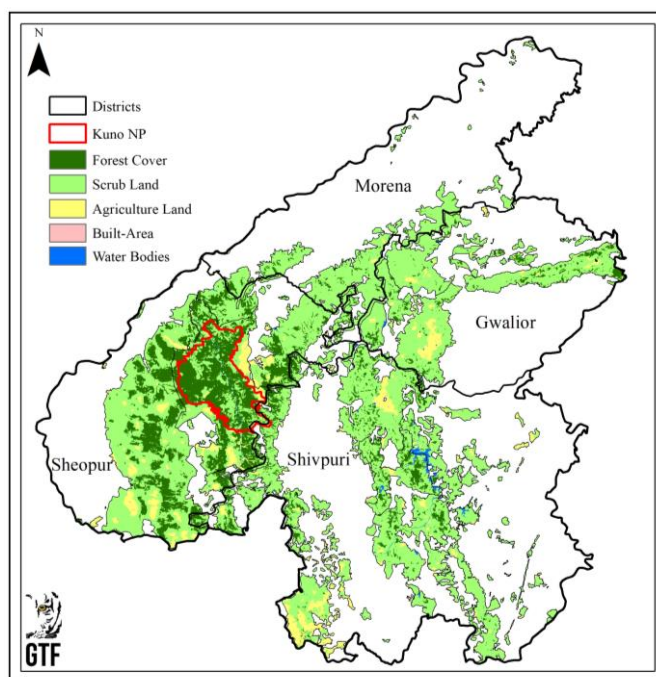 N
Districts
Kuno NP
Forest Cover
Scrub Land
Agriculture Land
Built-Area
Water Bodies
Morena
Gwalior
Sheopur
Shivpuri
GTF